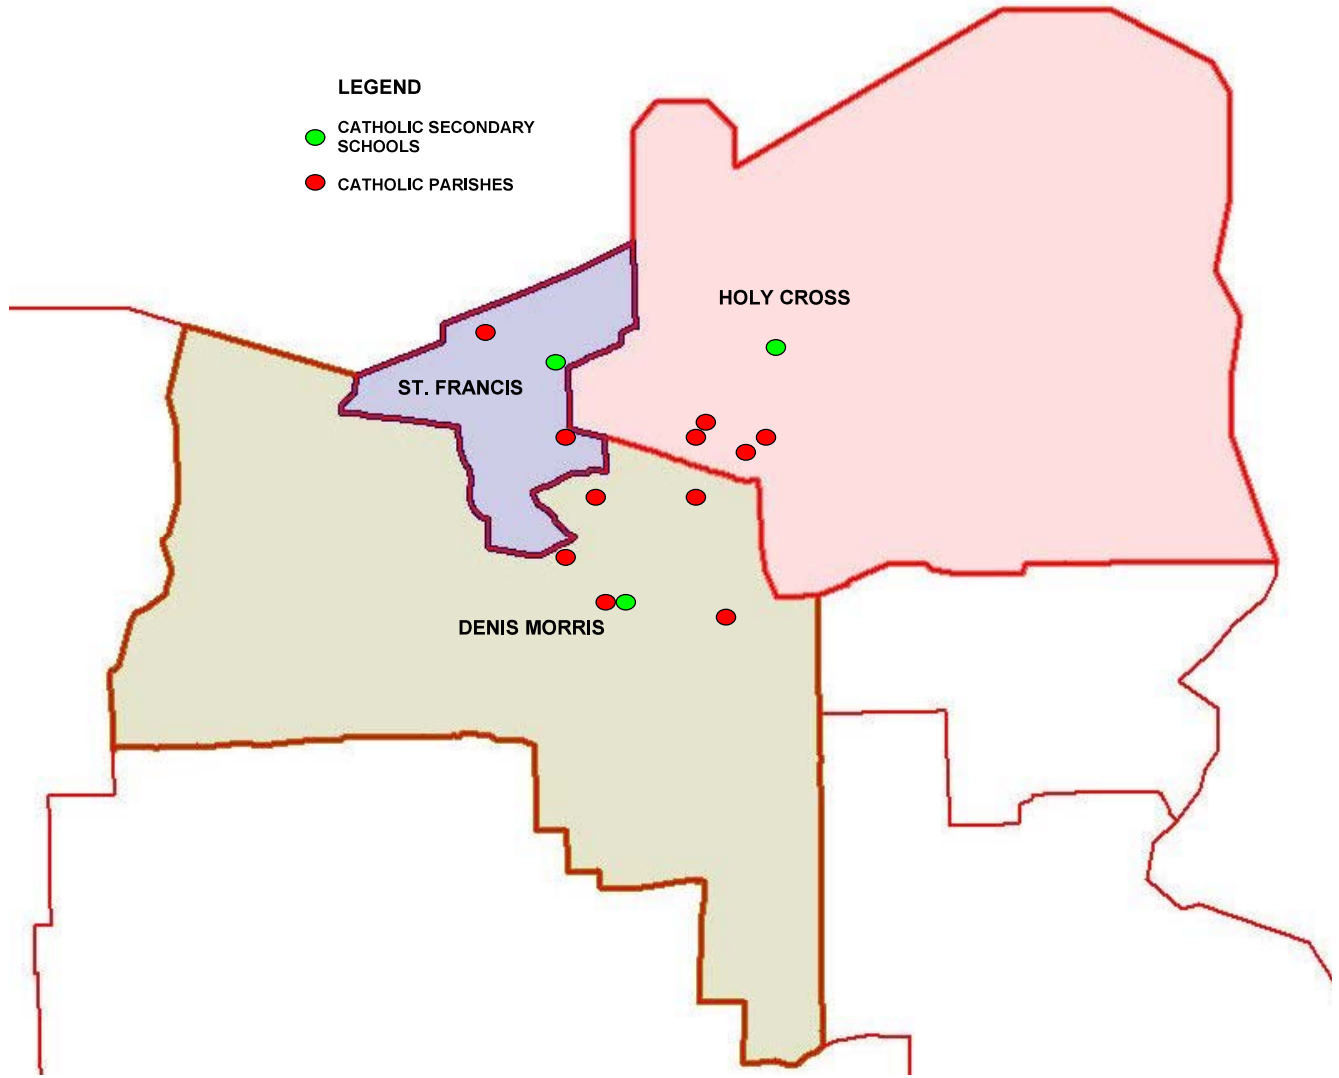 LEGEND
CATHOLIC SECONDARY
SCHOOLS
CATHOLIC PARISHES
HOLY CROSS
ST. FRANCIS
DENIS MORRIS